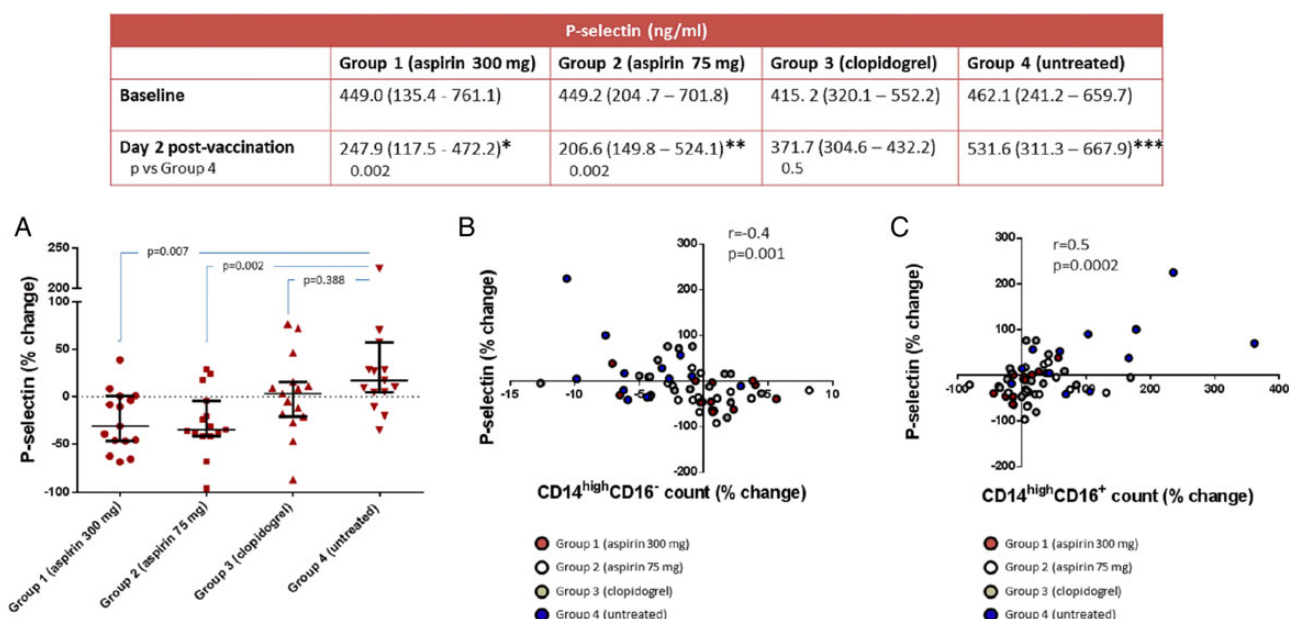 P-selectin (ng/ml)
Group 1 (aspirin 300 mg) Group 2 (aspirin 75 mg) Group 3 (clopidogrel) Group 4 (untreated)
Baseline 449.0 (135.4 - 761.1) 449.2 (204 .7 – 701.8) 415. 2 (320.1 – 552.2) 462.1 (241.2 – 659.7)
Day 2 post-vaccination 247.9 (117.5 - 472.2)* 206.6 (149.8 – 524.1)** 371.7 (304.6 – 432.2) 531.6 (311.3 – 667.9)***
p vs Group 4 0.002 0.002 0.5
A
P-selectin (% change)
250
200
100
50
0
-50
-100
p=0.007
p=0.002
p=0.388
Group 1 (aspirin 300 mg)
Group 2 (aspirin 75 mg)
Group 3 (clopidogrel)
Group 4 (untreated)
B
r=-0.4
p=0.001
P-selectin (% change)
300
200
100
-15 -10 -5 5 10
-100
-200
CD14highCD16- count (% change)
Group 1 (aspirin 300 mg)
Group 2 (aspirin 75 mg)
Group 3 (clopidogrel)
Group 4 (untreated)
C
r=0.5
p=0.0002
P-selectin (% change)
300
200
100
-100 100 200 300 400
-100
-200
CD14highCD16+ count (% change)
Group 1 (aspirin 300 mg)
Group 2 (aspirin 75 mg)
Group 3 (clopidogrel)
Group 4 (untreated)